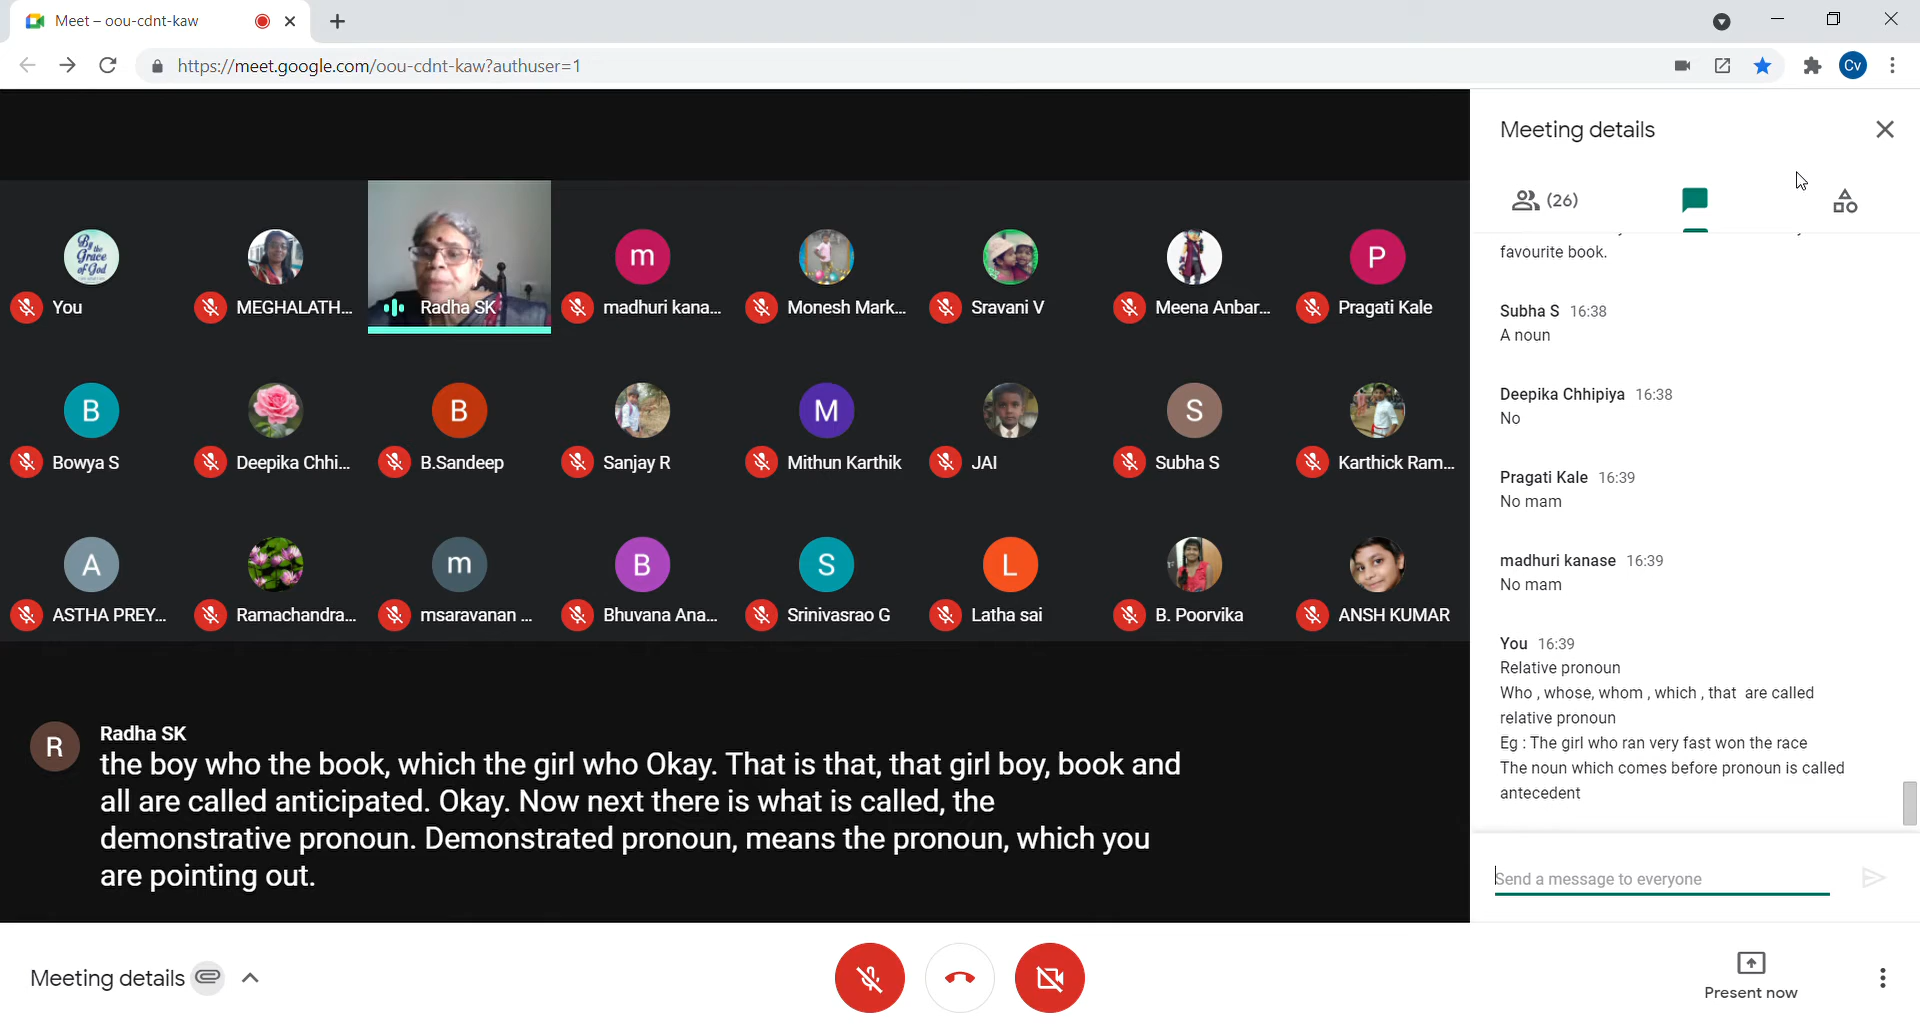 Meet – oou-cdnt-kaw
https://meet.google.com/oou-cdnt-kaw?authuser=1
Cv
Meeting details
(26)
By the Grace of God
You
MEGHALATH...
Radha SK
m
madhuri kana...
Monesh Mark...
Sravani V
Meena Anbar...
P
Pragati Kale
B
Bowya S
Deepika Chhi...
B
B.Sandeep
Sanjay R
M
Mithun Karthik
JAI
S
Subha S
Karthick Ram...
A
ASTHA PREY...
Ramachandra...
m
msaravanan ...
B
Bhuvana Ana...
S
Srinivasrao G
L
Latha sai
B. Poorvika
ANSH KUMAR
R
Radha SK
the boy who the book, which the girl who Okay. That is that, that girl boy, book and
all are called anticipated. Okay. Now next there is what is called, the
demonstrative pronoun. Demonstrated pronoun, means the pronoun, which you
are pointing out.
favourite book.
Subha S 16:38
A noun
Deepika Chhipiya 16:38
No
Pragati Kale 16:39
No mam
madhuri kanase 16:39
No mam
You 16:39
Relative pronoun
Who , whose, whom , which , that are called
relative pronoun
Eg : The girl who ran very fast won the race
The noun which comes before pronoun is called
antecedent
Send a message to everyone
Meeting details
Present now